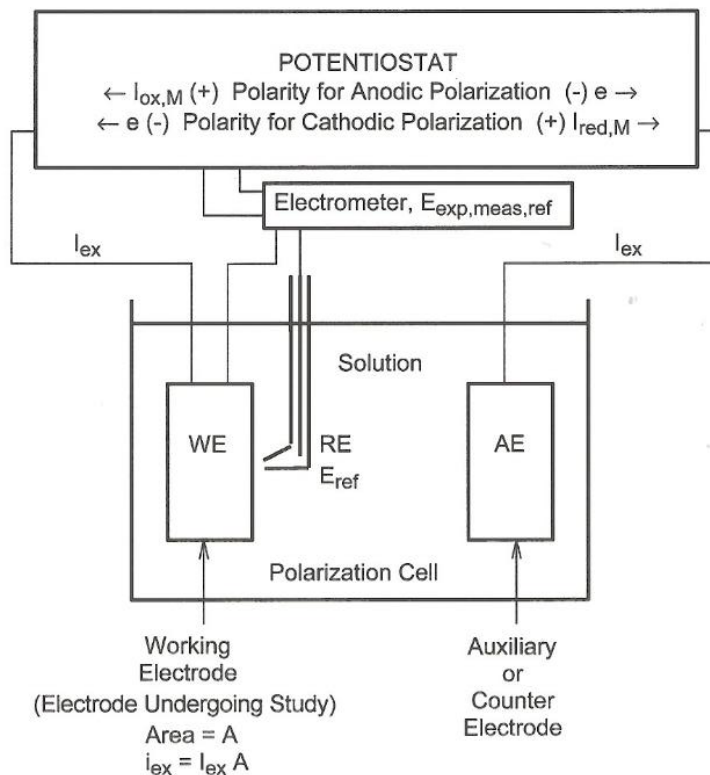 POTENTIOSTAT
← I_ox,M (+) Polarity for Anodic Polarization (-) e →
← e (-) Polarity for Cathodic Polarization (+) I_red,M →
Electrometer, E_exp,meas,ref
I_ex
I_ex
Solution
WE
RE
AE
E_ref
Polarization Cell
Working
Electrode
(Electrode Undergoing Study)
Area = A
i_ex = I_ex A
Auxiliary
or
Counter
Electrode